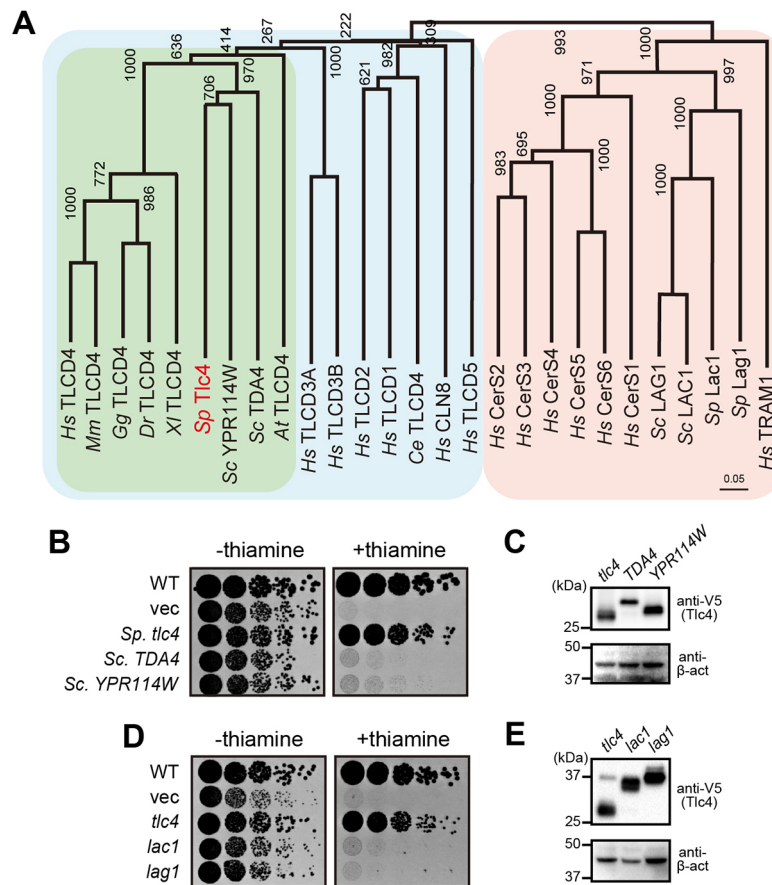 A
1000
636
414
267
222
1000
982
309
993
1000
997
970
706
621
971
1000
695
983
1000
772
986
1000
Hs TLCD4
Mm TLCD4
Gg TLCD4
Dr TLCD4
Xl TLCD4
Sp Tlc4
Sc YPR114W
Sc TDA4
At TLCD4
Hs TLCD3A
Hs TLCD3B
Hs TLCD2
Hs TLCD1
Ce TLCD4
Hs CLN8
Hs TLCD5
Hs CerS2
Hs CerS3
Hs CerS4
Hs CerS5
Hs CerS6
Hs CerS1
Sc LAG1
Sc LAC1
Sp Lac1
Sp Lag1
Hs TRAM1
0.05
B
-thiamine
+thiamine
WT
vec
Sp. tlc4
Sc. TDA4
Sc. YPR114W
C
tlc4
TDA4
YPR114W
(kDa)
25
anti-V5
(Tlc4)
50
37
anti-
β-act
D
-thiamine
+thiamine
WT
vec
tlc4
lac1
lag1
E
tlc4
lac1
lag1
(kDa)
37
25
anti-V5
(Tlc4)
50
37
anti-
β-act